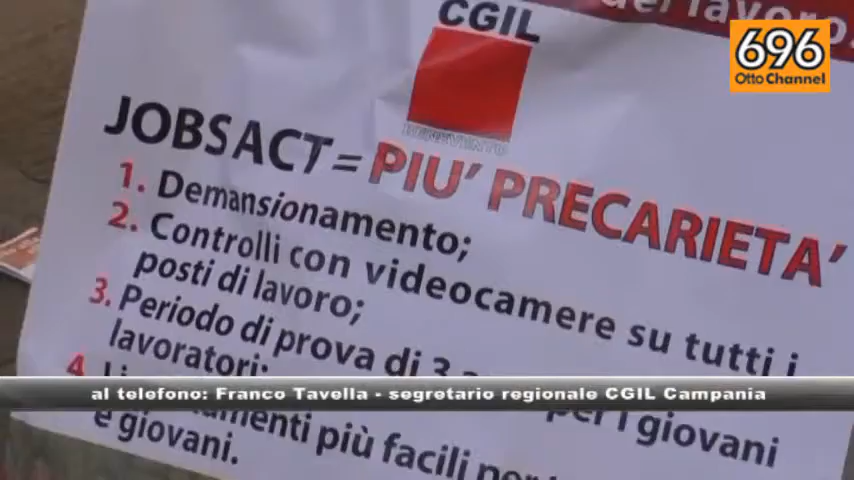 del lavoro.
CGIL
696
Otto Channel
BENEVENTO
JOBSACT = PIU' PRECARIETA'
1. Demansionamento;
2. Controlli con videocamere su tutti i
posti di lavoro;
3. Periodo di prova di 3
per i giovani
lavoratori;
4.
più facili per
e giovani.
al telefono: Franco Tavella - segretario regionale CGIL Campania